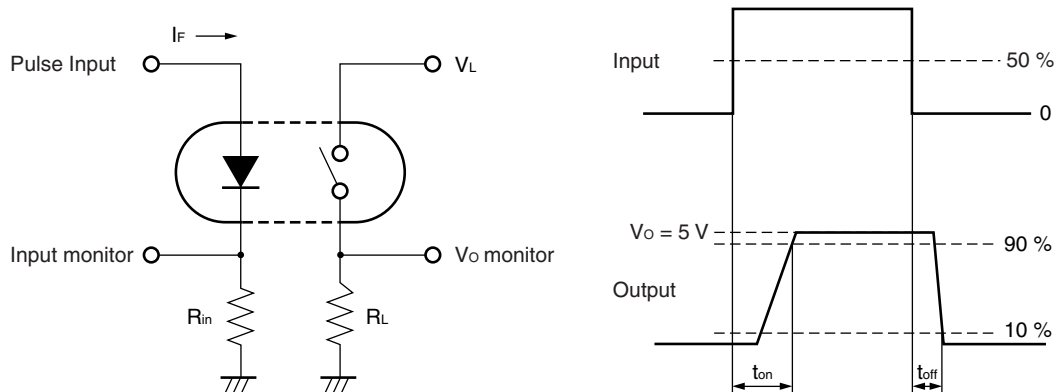 IF
Pulse Input
VL
Input monitor
VO monitor
Rin
RL
Input
50 %
0
VO = 5 V
90 %
Output
10 %
ton
toff